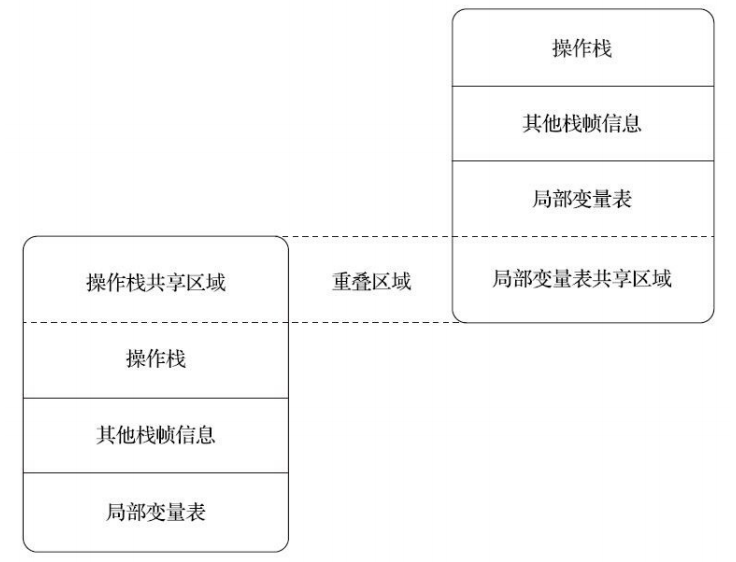 操作栈
其他栈帧信息
局部变量表
操作栈共享区域
重叠区域
局部变量表共享区域
操作栈
其他栈帧信息
局部变量表